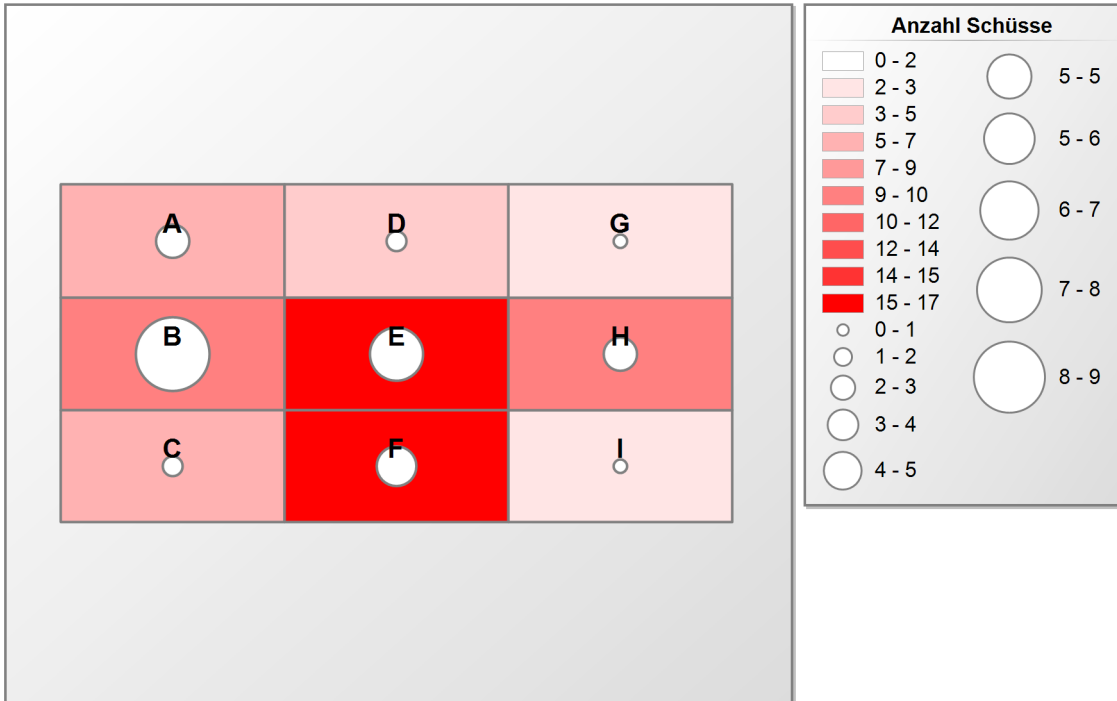 A
D
G
B
E
H
C
F
I
Anzahl Schüsse
0 - 2
2 - 3
3 - 5
5 - 7
7 - 9
9 - 10
10 - 12
12 - 14
14 - 15
15 - 17
0 - 1
1 - 2
2 - 3
3 - 4
4 - 5
5 - 5
5 - 6
6 - 7
7 - 8
8 - 9